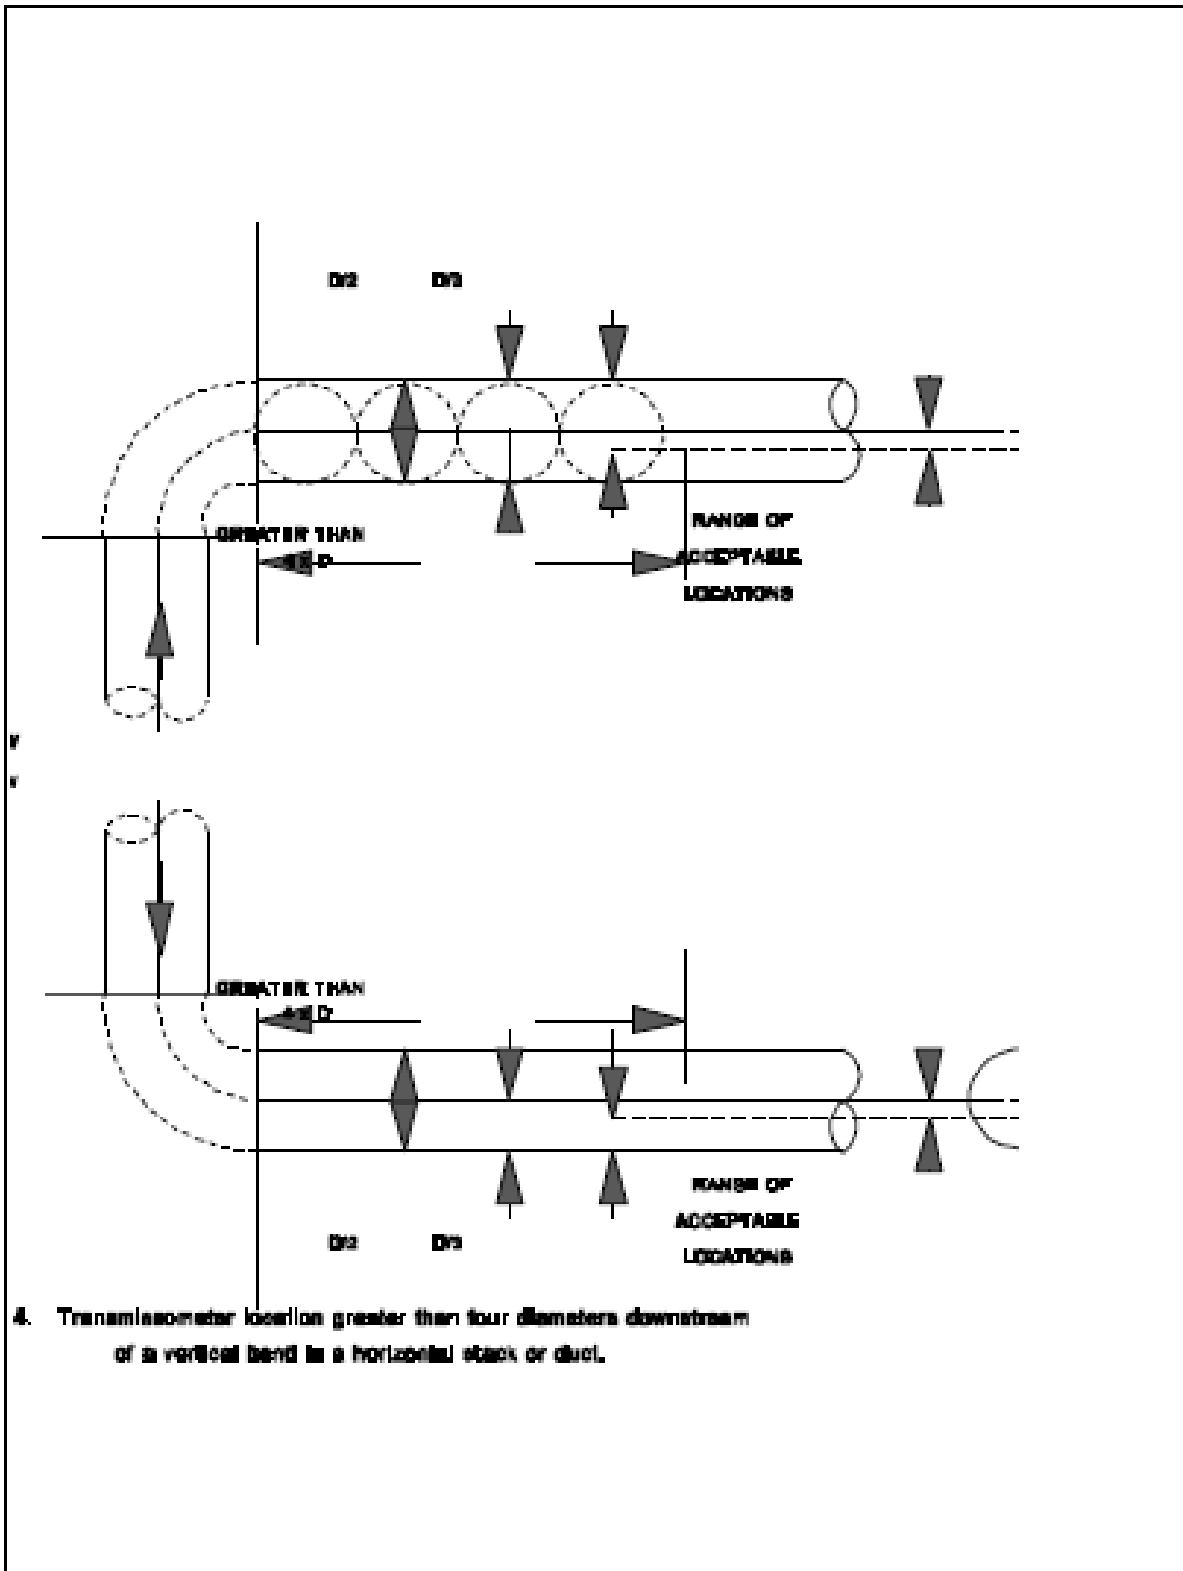 D/2 D/3
GREATER THAN
4 X D
RANGE OF
ACCEPTABLE
LOCATIONS
GREATER THAN
4 X D
RANGE OF
ACCEPTABLE
LOCATIONS
D/2 D/3
4. Transmissometer location greater than four diameters downstream
of a vertical bend in a horizontal stack or duct.